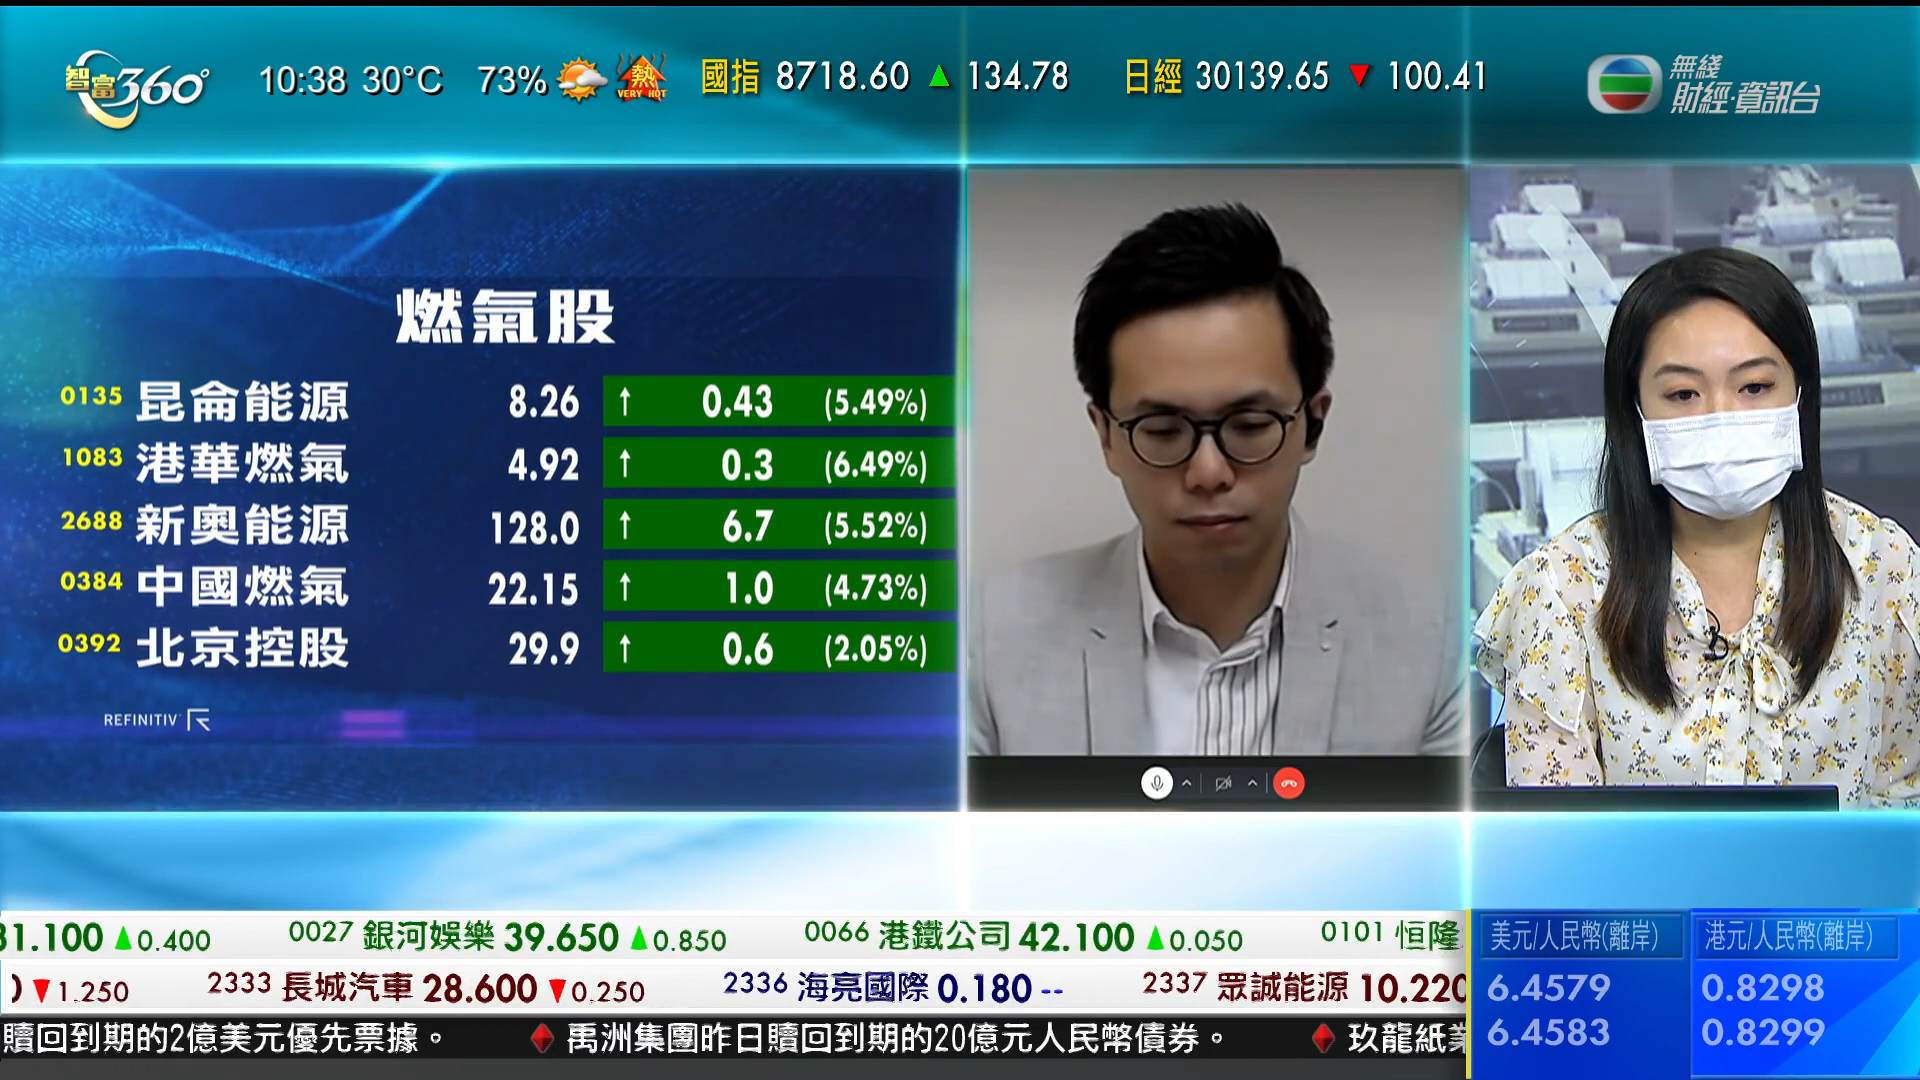 智富360°
10:38 30°C 73% 熱 VERY HOT 國指 8718.60 ▲ 134.78 日經 30139.65 ▼ 100.41
無綫
財經·資訊台
燃氣股
0135 昆侖能源 8.26 ↑ 0.43 (5.49%)
1083 港華燃氣 4.92 ↑ 0.3 (6.49%)
2688 新奧能源 128.0 ↑ 6.7 (5.52%)
0384 中國燃氣 22.15 ↑ 1.0 (4.73%)
0392 北京控股 29.9 ↑ 0.6 (2.05%)
REFINITIV
31.100 ▲0.400 0027 銀河娛樂 39.650 ▲0.850 0066 港鐵公司 42.100 ▲0.050 0101 恒隆
▼1.250 2333 長城汽車 28.600 ▼0.250 2336 海亮國際 0.180 -- 2337 眾誠能源 10.220
贖回到期的2億美元優先票據。 ◆ 禹洲集團昨日贖回到期的20億元人民幣債券。 ◆ 玖龍紙業
美元/人民幣(離岸)
6.4579
6.4583
港元/人民幣(離岸)
0.8298
0.8299